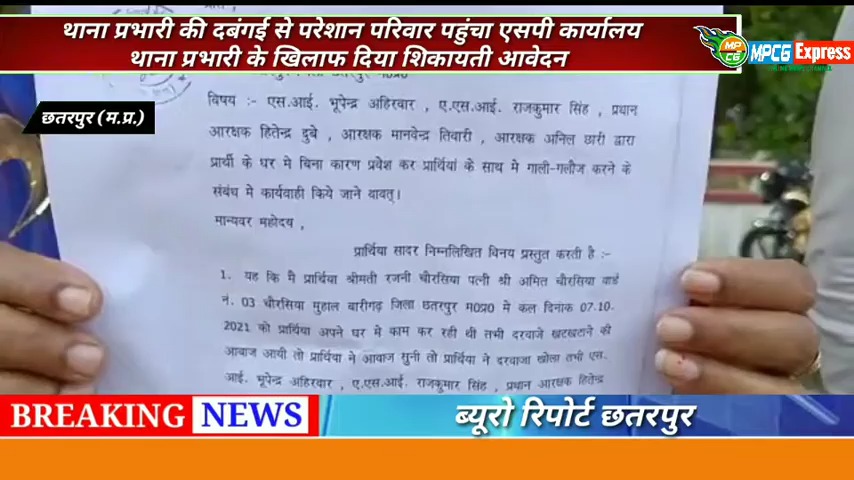 थाना प्रभारी की दबंगई से परेशान परिवार पहुंचा एसपी कार्यालय
थाना प्रभारी के खिलाफ दिया शिकायती आवेदन
MP
CG
MPCG Express
छतरपुर (म.प्र.)
विषय :- एस.आई. भूपेन्द्र अहिरवार , ए.एस.आई. राजकुमार सिंह , प्रधान
आरक्षक हितेन्द्र दुबे , आरक्षक मानवेन्द्र तिवारी , आरक्षक अनिल छारी द्वारा
प्रार्थी के घर मे बिना कारण प्रवेश कर प्रार्थियां के साथ मे गाली-गलौज करने के
संबंध मे कार्यवाही किये जाने वावत्।
मान्यवर महोदय ,
प्रार्थिया सादर निम्नलिखित विनय प्रस्तुत करती है :-
1. यह कि मै प्रार्थिया श्रीमती रजनी चौरसिया पत्नी श्री अमित चौरसिया वार्ड
नं. 03 चौरसिया मुहाल बारीगढ़ जिला छतरपुर म0प्र0 मे कल दिनांक 07.10.
2021 को प्रार्थिया अपने घर मे काम कर रही थी तभी दरवाजे खटखटाने की
आवाज आयी तो प्रार्थिया ने आवाज सुनी तो प्रार्थिया ने दरवाजा खोला तभी एस.
आई. भूपेन्द्र अहिरवार , ए.एस.आई. राजकुमार सिंह , प्रधान आरक्षक हितेन्द्र
BREAKING NEWS
ब्यूरो रिपोर्ट छतरपुर